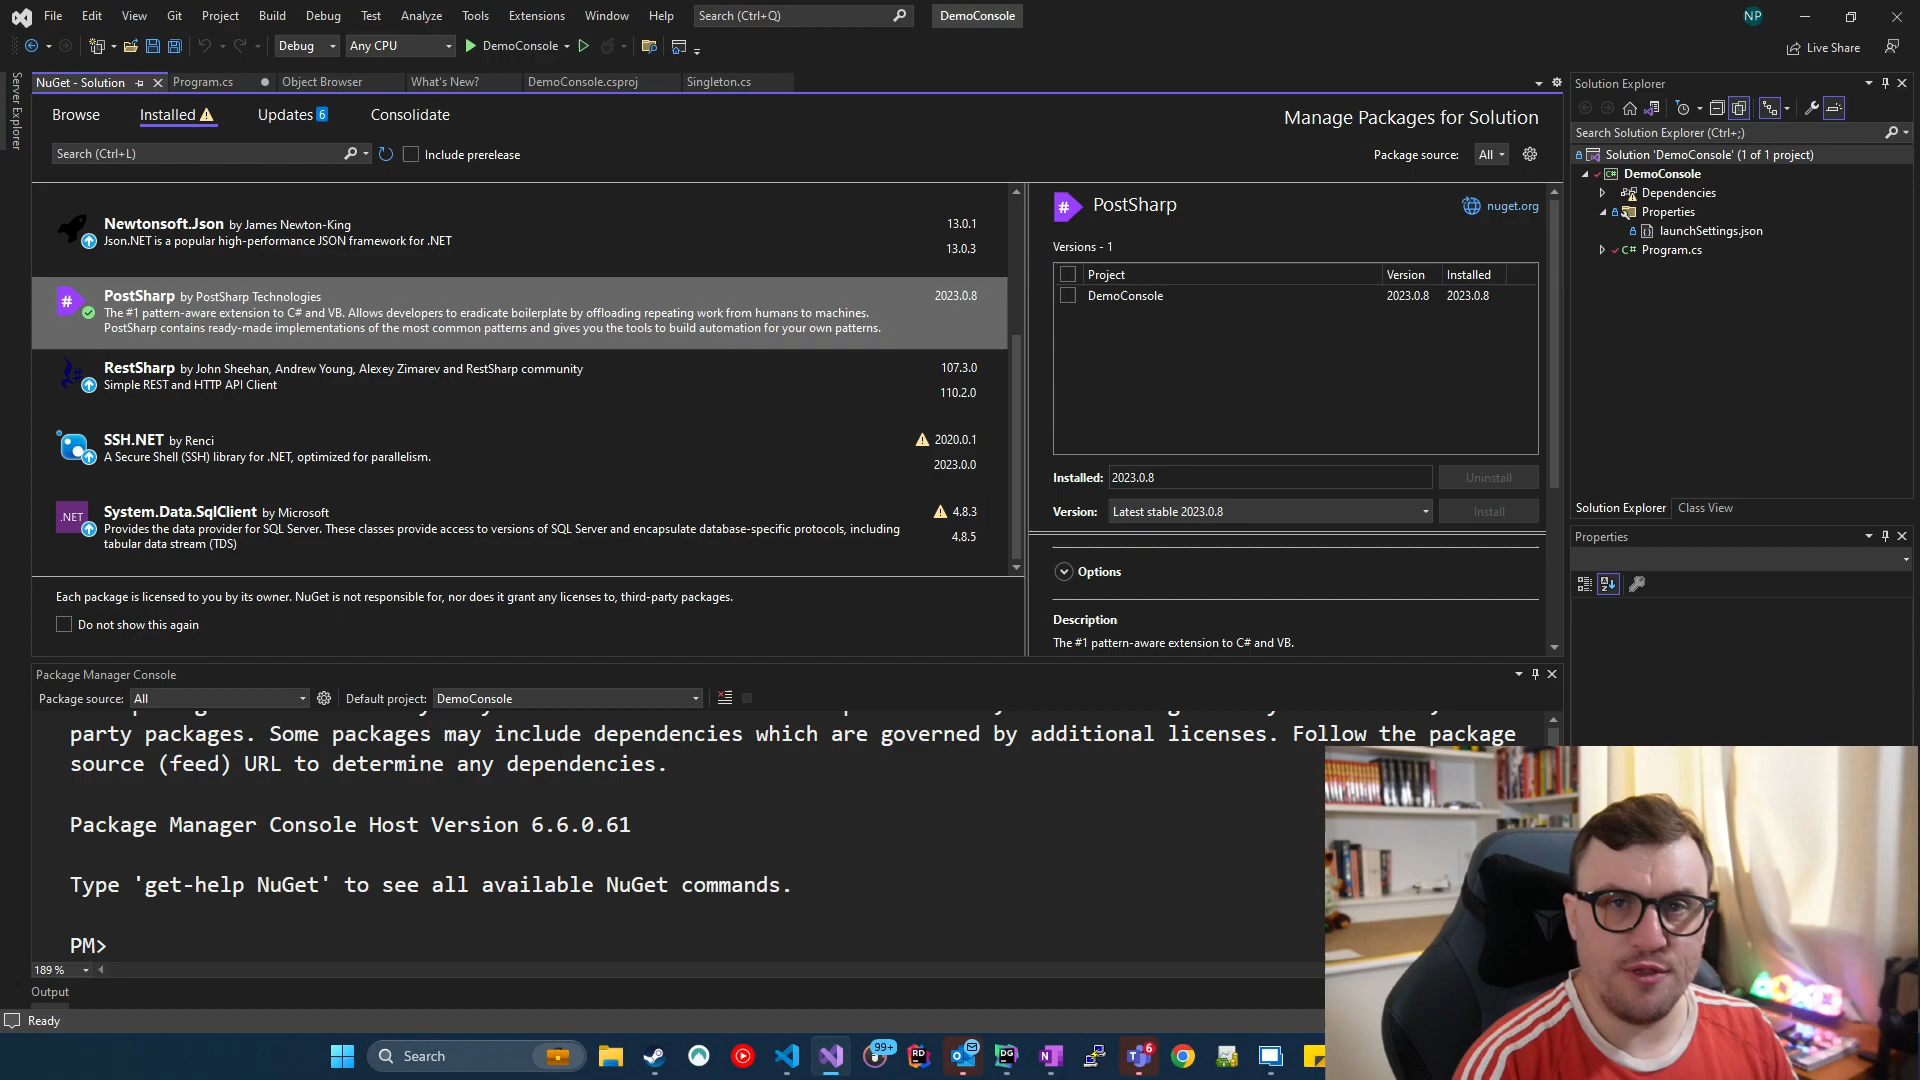 File Edit View Git Project Build Debug Test Analyze Tools Extensions Window Help Search (Ctrl+Q) DemoConsole NP
Debug Any CPU DemoConsole Live Share
Server Explorer
NuGet - Solution Program.cs Object Browser What's New? DemoConsole.csproj Singleton.cs
Browse Installed Updates 6 Consolidate
Manage Packages for Solution
Search (Ctrl+L) Include prerelease
Package source: All
Newtonsoft.Json by James Newton-King 13.0.1
Json.NET is a popular high-performance JSON framework for .NET 13.0.3
PostSharp by PostSharp Technologies 2023.0.8
The #1 pattern-aware extension to C# and VB. Allows developers to eradicate boilerplate by offloading repeating work from humans to machines.
PostSharp contains ready-made implementations of the most common patterns and gives you the tools to build automation for your own patterns.
RestSharp by John Sheehan, Andrew Young, Alexey Zimarev and RestSharp community 107.3.0
Simple REST and HTTP API Client 110.2.0
SSH.NET by Renci 2020.0.1
A Secure Shell (SSH) library for .NET, optimized for parallelism. 2023.0.0
.NET
System.Data.SqlClient by Microsoft 4.8.3
Provides the data provider for SQL Server. These classes provide access to versions of SQL Server and encapsulate database-specific protocols, including
tabular data stream (TDS) 4.8.5
Each package is licensed to you by its owner. NuGet is not responsible for, nor does it grant any licenses to, third-party packages.
Do not show this again
# PostSharp nuget.org
Versions - 1
Project Version Installed
DemoConsole 2023.0.8 2023.0.8
Installed: 2023.0.8 Uninstall
Version: Latest stable 2023.0.8 Install
Options
Description
The #1 pattern-aware extension to C# and VB.
Solution Explorer
Search Solution Explorer (Ctrl+;)
Solution 'DemoConsole' (1 of 1 project)
C# DemoConsole
Dependencies
Properties
launchSettings.json
C# Program.cs
Solution Explorer Class View
Properties
Package Manager Console
Package source: All Default project: DemoConsole
party packages. Some packages may include dependencies which are governed by additional licenses. Follow the package
source (feed) URL to determine any dependencies.
Package Manager Console Host Version 6.6.0.61
Type 'get-help NuGet' to see all available NuGet commands.
PM>
189 %
Output
Ready
Search 99+ RD DG N 6